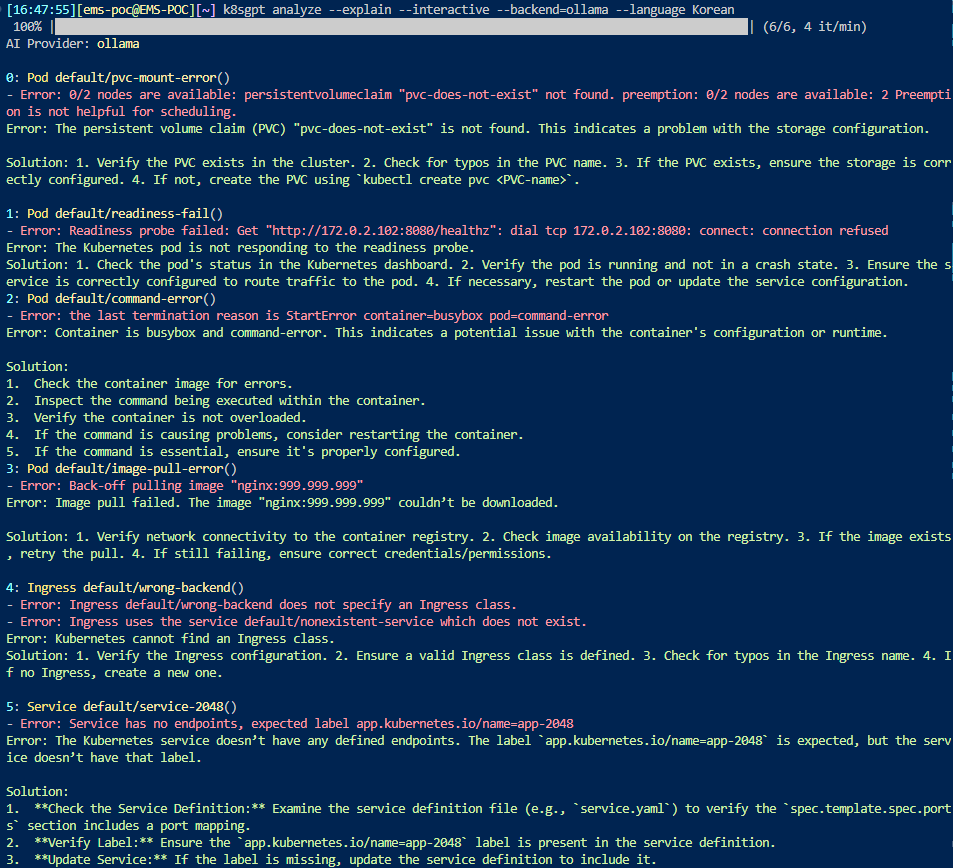 [16:47:55][ems-poc@EMS-POC][~] k8sgpt analyze --explain --interactive --backend=ollama --language Korean
100% | | (6/6, 4 it/min)
AI Provider: ollama
0: Pod default/pvc-mount-error()
- Error: 0/2 nodes are available: persistentvolumeclaim "pvc-does-not-exist" not found. preemption: 0/2 nodes are available: 2 Preempti
on is not helpful for scheduling.
Error: The persistent volume claim (PVC) "pvc-does-not-exist" is not found. This indicates a problem with the storage configuration.
Solution: 1. Verify the PVC exists in the cluster. 2. Check for typos in the PVC name. 3. If the PVC exists, ensure the storage is corr
ectly configured. 4. If not, create the PVC using `kubectl create pvc <PVC-name>`.
1: Pod default/readiness-fail()
- Error: Readiness probe failed: Get "http://172.0.2.102:8080/healthz": dial tcp 172.0.2.102:8080: connect: connection refused
Error: The Kubernetes pod is not responding to the readiness probe.
Solution: 1. Check the pod's status in the Kubernetes dashboard. 2. Verify the pod is running and not in a crash state. 3. Ensure the s
ervice is correctly configured to route traffic to the pod. 4. If necessary, restart the pod or update the service configuration.
2: Pod default/command-error()
- Error: the last termination reason is StartError container=busybox pod=command-error
Error: Container is busybox and command-error. This indicates a potential issue with the container's configuration or runtime.
Solution:
1.  Check the container image for errors.
2.  Inspect the command being executed within the container.
3.  Verify the container is not overloaded.
4.  If the command is causing problems, consider restarting the container.
5.  If the command is essential, ensure it's properly configured.
3: Pod default/image-pull-error()
- Error: Back-off pulling image "nginx:999.999.999"
Error: Image pull failed. The image "nginx:999.999.999" couldn’t be downloaded.
Solution: 1. Verify network connectivity to the container registry. 2. Check image availability on the registry. 3. If the image exists
, retry the pull. 4. If still failing, ensure correct credentials/permissions.
4: Ingress default/wrong-backend()
- Error: Ingress default/wrong-backend does not specify an Ingress class.
- Error: Ingress uses the service default/nonexistent-service which does not exist.
Error: Kubernetes cannot find an Ingress class.
Solution: 1. Verify the Ingress configuration. 2. Ensure a valid Ingress class is defined. 3. Check for typos in the Ingress name. 4. I
f no Ingress, create a new one.
5: Service default/service-2048()
- Error: Service has no endpoints, expected label app.kubernetes.io/name=app-2048
Error: The Kubernetes service doesn’t have any defined endpoints. The label `app.kubernetes.io/name=app-2048` is expected, but the serv
ice doesn’t have that label.
Solution:
1.  **Check the Service Definition:** Examine the service definition file (e.g., `service.yaml`) to verify the `spec.template.spec.port
s` section includes a port mapping.
2.  **Verify Label:** Ensure the `app.kubernetes.io/name=app-2048` label is present in the service definition.
3.  **Update Service:** If the label is missing, update the service definition to include it.